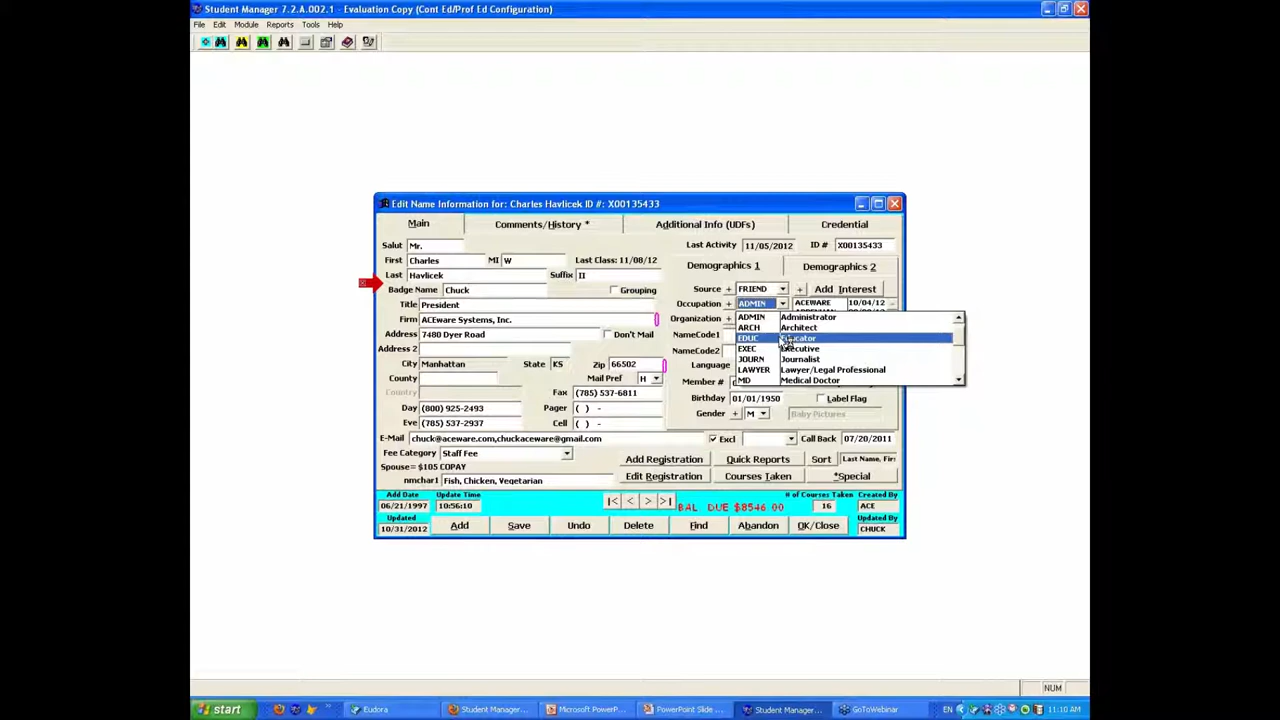 Student Manager 7.2.A.002.1 - Evaluation Copy (Cont Ed/Prof Ed Configuration)
File Edit Module Reports Tools Help
Edit Name Information for: Charles Havlicek ID #: X00135433
Main Comments/History * Additional Info (UDFs) Credential
Salut Mr. Last Activity 11/05/2012 ID # X00135433
First Charles MI W Last Class: 11/08/12 Demographics 1 Demographics 2
Last Havlicek Suffix II
Badge Name Chuck Grouping Source + FRIEND + Add Interest
Title President Occupation + ADMIN ACEWARE 10/04/12
Firm ACEware Systems, Inc. Organization +
ADMIN Administrator
ARCH Architect
EDUC Educator
EXEC Executive
JOURN Journalist
LAWYER Lawyer/Legal Professional
MD Medical Doctor
Address 7480 Dyer Road Don't Mail NameCode1
Address 2 NameCode2
City Manhattan State KS Zip 66502 Language
County Mail Pref H Member #
Country Fax (785) 537-6811 Birthday 01/01/1950 Label Flag
Day (800) 925-2493 Pager ( ) - Gender + M Baby Pictures
Eve (785) 537-2937 Cell ( ) -
E-Mail chuck@aceware.com,chuckaceware@gmail.com Excl Call Back 07/20/2011
Fee Category Staff Fee Add Registration Quick Reports Sort Last Name, Firs
Spouse= $105 COPAY Edit Registration Courses Taken *Special
nmchar1 Fish, Chicken, Vegetarian
Add Date Update Time # of Courses Taken Created By
06/21/1997 10:56:10 |< < > >| BAL DUE $8546.00 16 ACE
Updated Updated By
10/31/2012 Add Save Undo Delete Find Abandon OK/Close CHUCK
NUM
start Eudora Student Manager... Microsoft PowerP... PowerPoint Slide ... Student Manager... GoToWebinar EN 11:10 AM